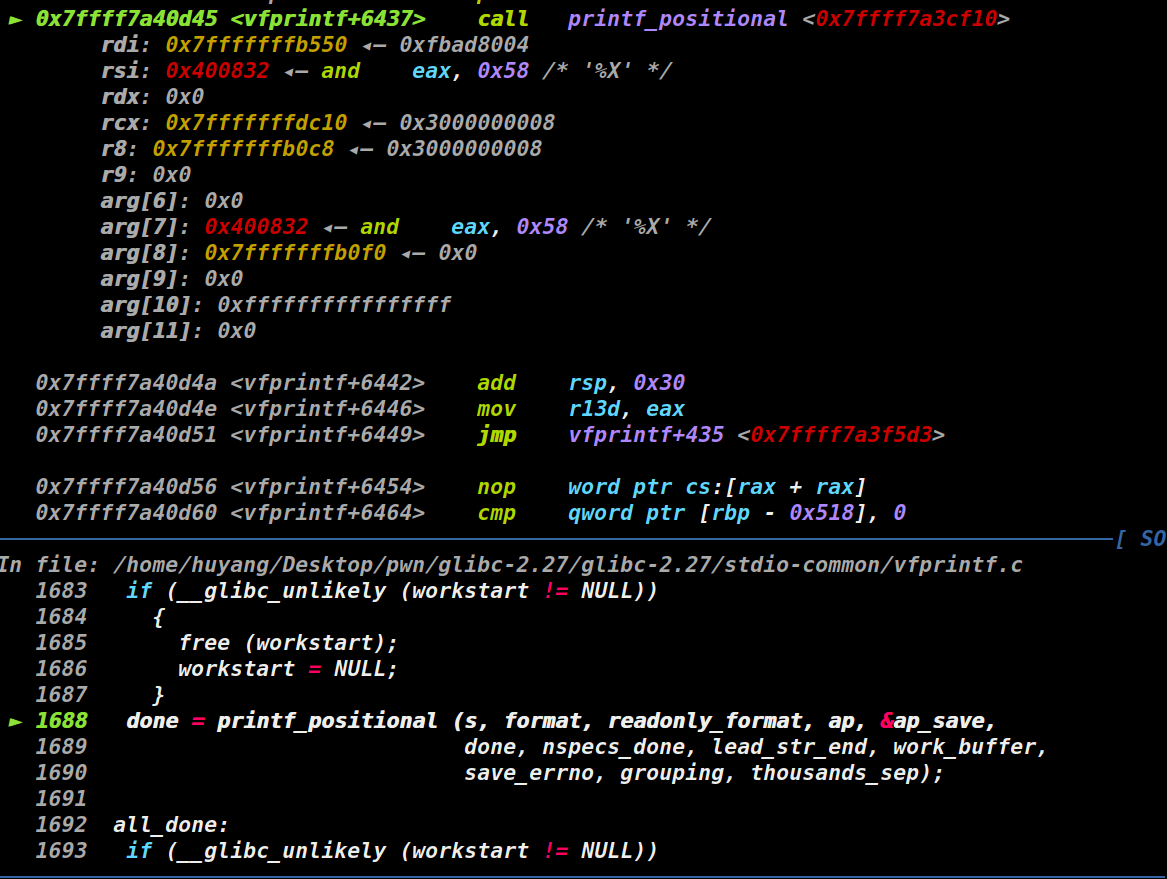 ► 0x7ffff7a40d45 <vfprintf+6437>    call   printf_positional <0x7ffff7a3cf10>
rdi: 0x7fffffffb550 ◂— 0xfbad8004
rsi: 0x400832 ◂— and    eax, 0x58 /* '%X' */
rdx: 0x0
rcx: 0x7fffffffdc10 ◂— 0x3000000008
r8: 0x7fffffffb0c8 ◂— 0x3000000008
r9: 0x0
arg[6]: 0x0
arg[7]: 0x400832 ◂— and    eax, 0x58 /* '%X' */
arg[8]: 0x7fffffffb0f0 ◂— 0x0
arg[9]: 0x0
arg[10]: 0xffffffffffffffff
arg[11]: 0x0
0x7ffff7a40d4a <vfprintf+6442>    add    rsp, 0x30
0x7ffff7a40d4e <vfprintf+6446>    mov    r13d, eax
0x7ffff7a40d51 <vfprintf+6449>    jmp    vfprintf+435 <0x7ffff7a3f5d3>
0x7ffff7a40d56 <vfprintf+6454>    nop    word ptr cs:[rax + rax]
0x7ffff7a40d60 <vfprintf+6464>    cmp    qword ptr [rbp - 0x518], 0
[ SO
In file: /home/huyang/Desktop/pwn/glibc-2.27/glibc-2.27/stdio-common/vfprintf.c
1683   if (__glibc_unlikely (workstart != NULL))
1684     {
1685       free (workstart);
1686       workstart = NULL;
1687     }
► 1688   done = printf_positional (s, format, readonly_format, ap, &ap_save,
1689                             done, nspecs_done, lead_str_end, work_buffer,
1690                             save_errno, grouping, thousands_sep);
1691
1692  all_done:
1693   if (__glibc_unlikely (workstart != NULL))